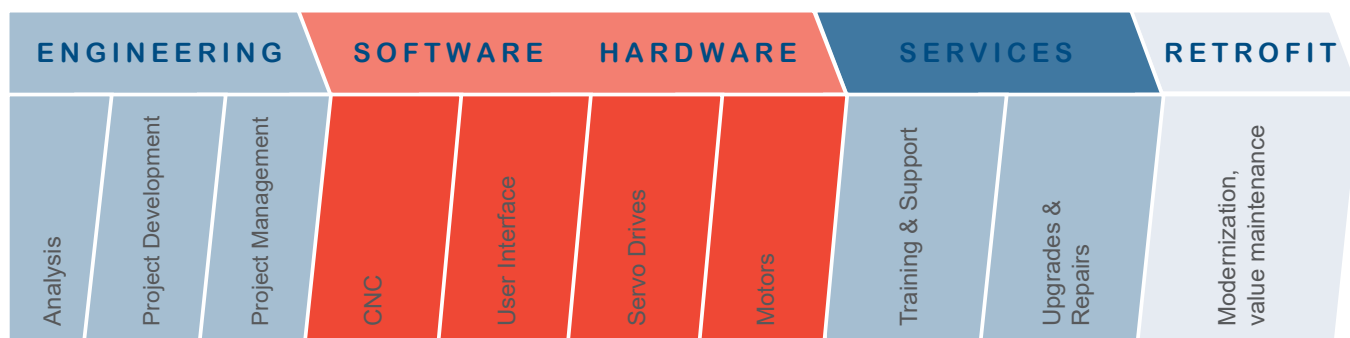 ENGINEERING
SOFTWARE HARDWARE
SERVICES
RETROFIT
Analysis
Project Development
Project Management
CNC
User Interface
Servo Drives
Motors
Training & Support
Upgrades &
Repairs
Modernization,
value maintenance